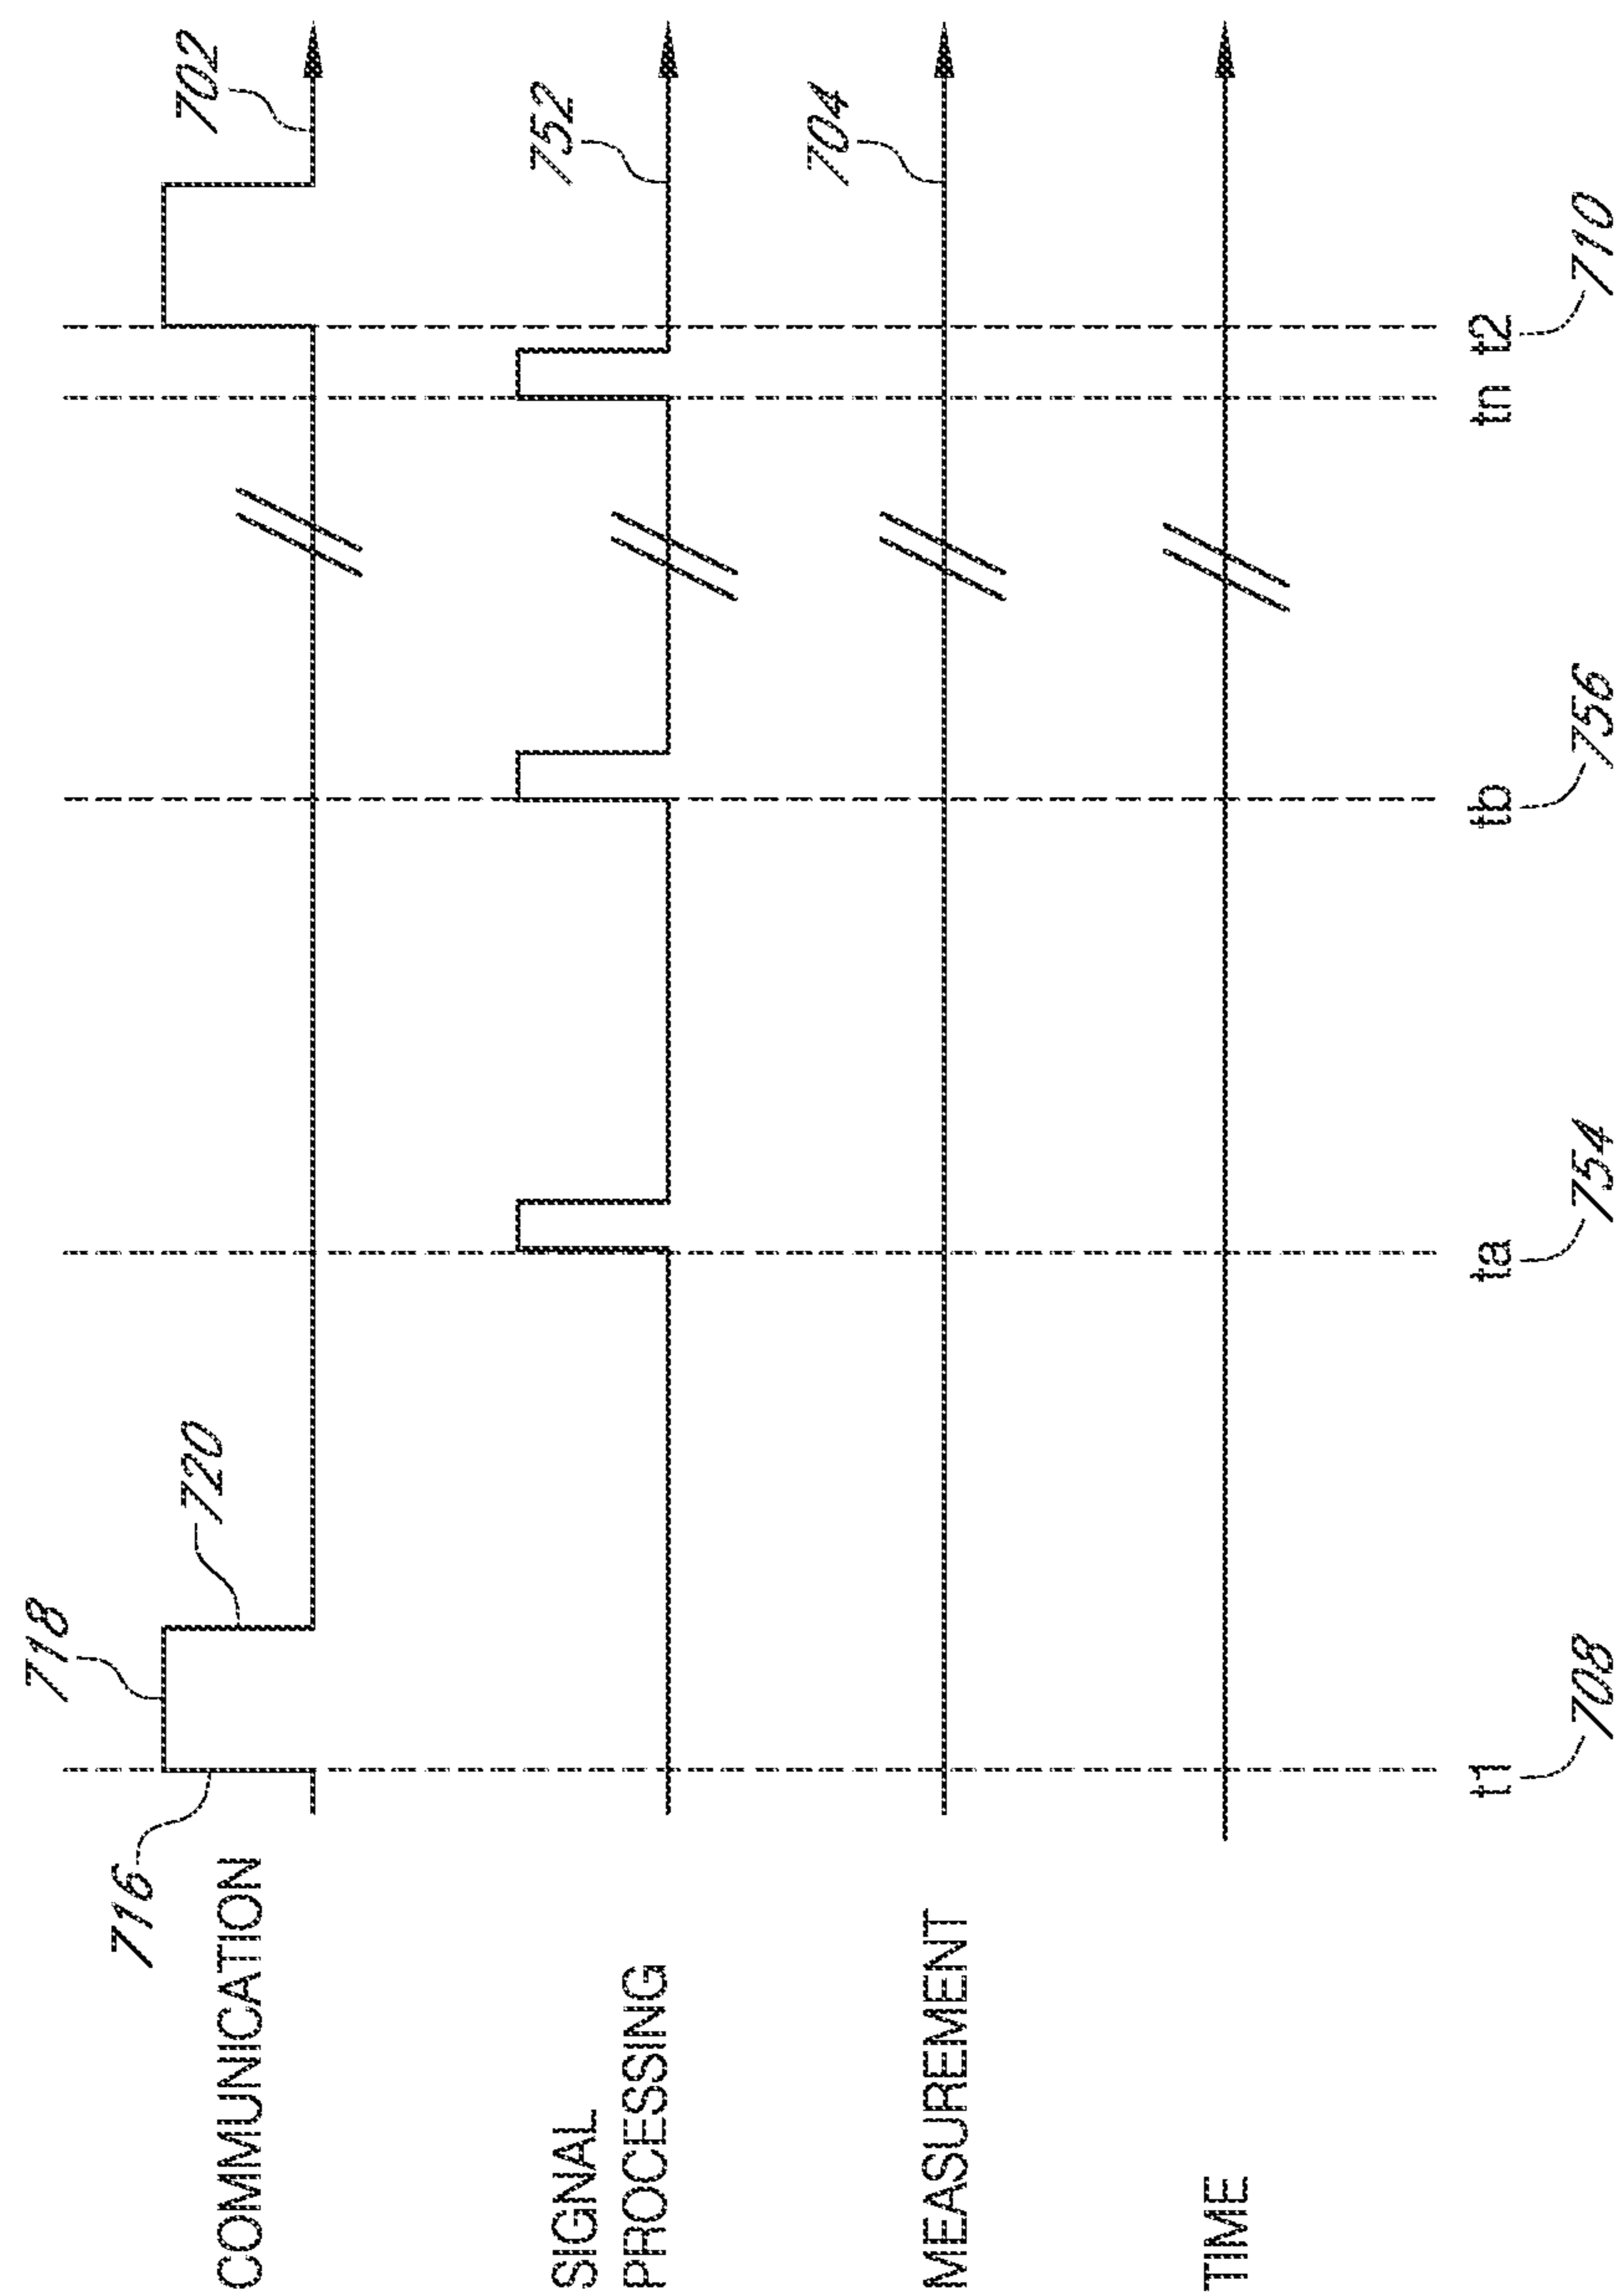 718
720
716
COMMUNICATION
702
SIGNAL
PROCESSING
752
MEASUREMENT
704
TIME
t1
ta
tb
tn
t2
708
754
756
710